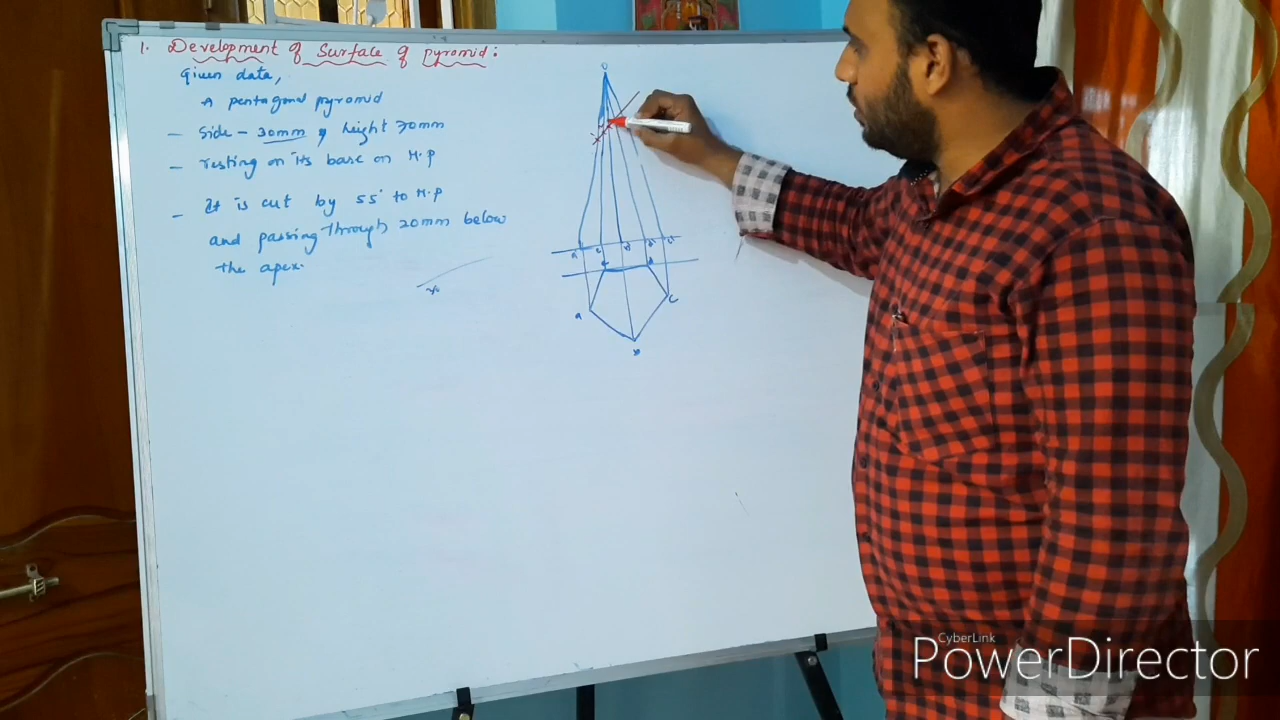 1. Development of Surface of pyramid:
Given data,
A pentagonal pyramid
- Side - 30mm & height 70mm
- resting on its base on H.P
- It is cut by 55° to H.P
and passing through 20mm below
the apex.
o'
a' e' b' d' c'
e d
a c
b
CyberLink
PowerDirector